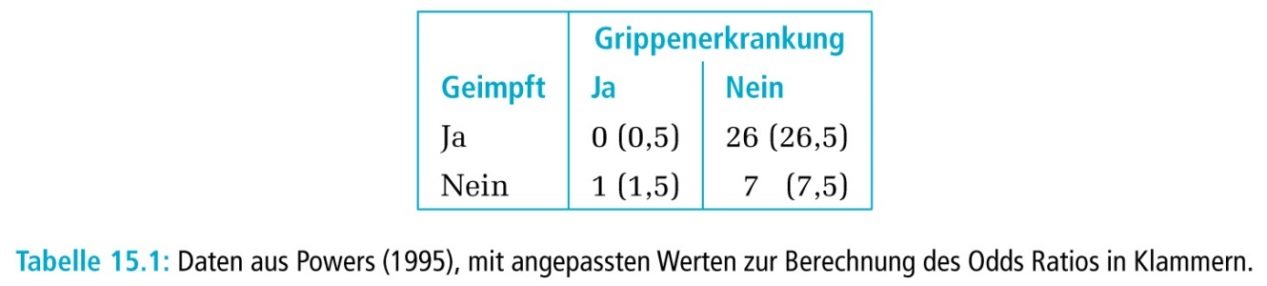 Grippenerkrankung
Geimpft Ja Nein
Ja 0 (0,5) 26 (26,5)
Nein 1 (1,5) 7 (7,5)
Tabelle 15.1: Daten aus Powers (1995), mit angepassten Werten zur Berechnung des Odds Ratios in Klammern.